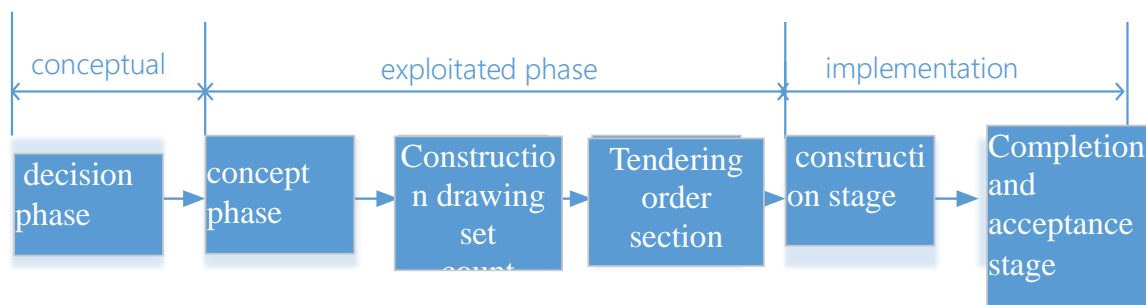 conceptual
exploitated phase
implementation
decision
phase
concept
phase
Constructio
n drawing
set
count
Tendering
order
section
constructi
on stage
Completion
and
acceptance
stage